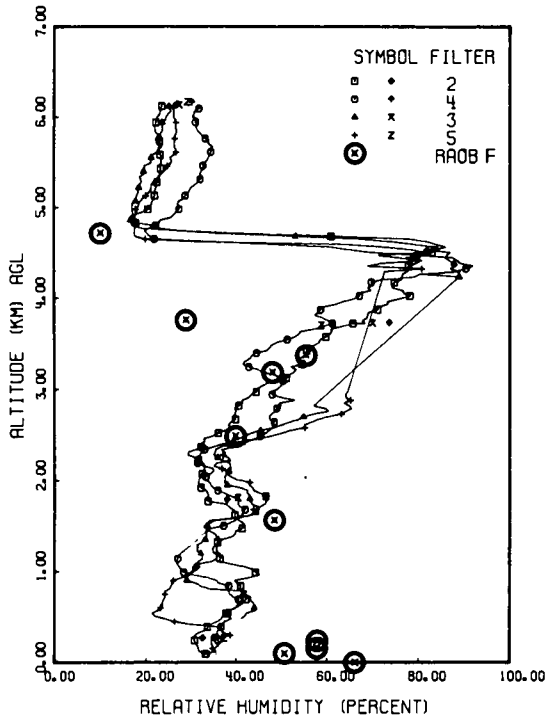 7.00
SYMBOL FILTER
2
4
3
5
RAOB F
6.00
5.00
4.00
3.00
2.00
1.00
0.00
0.00 20.00 40.00 60.00 80.00 100.00
ALTITUDE (KM) AGL
RELATIVE HUMIDITY (PERCENT)